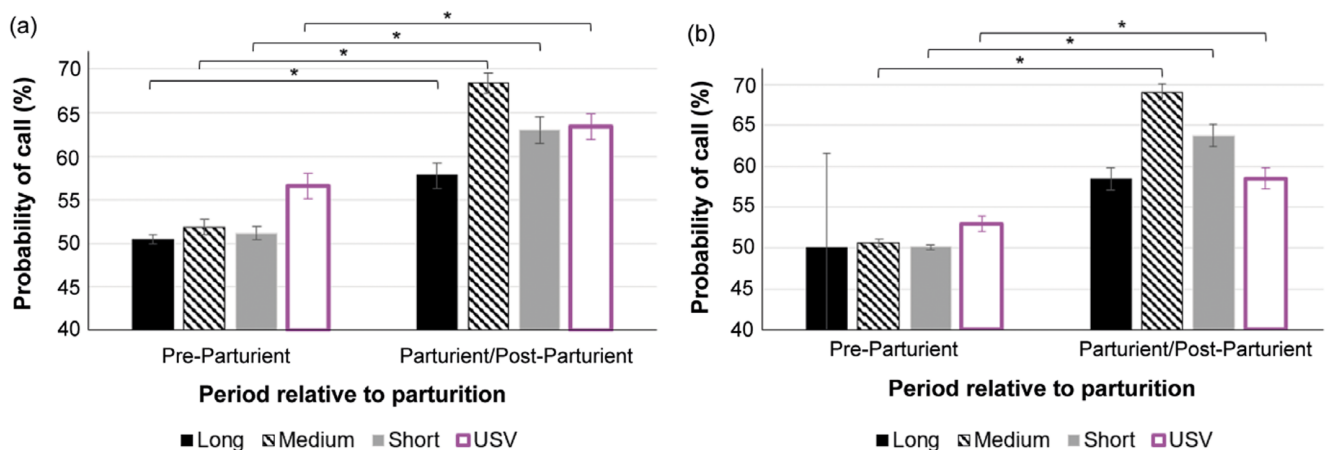 (a)
*
*
*
*
Probability of call (%)
70
65
60
55
50
45
40
Pre-Parturient
Parturient/Post-Parturient
Period relative to parturition
Long Medium Short USV
(b)
*
*
*
Probability of call (%)
70
65
60
55
50
45
40
Pre-Parturient
Parturient/Post-Parturient
Period relative to parturition
Long Medium Short USV